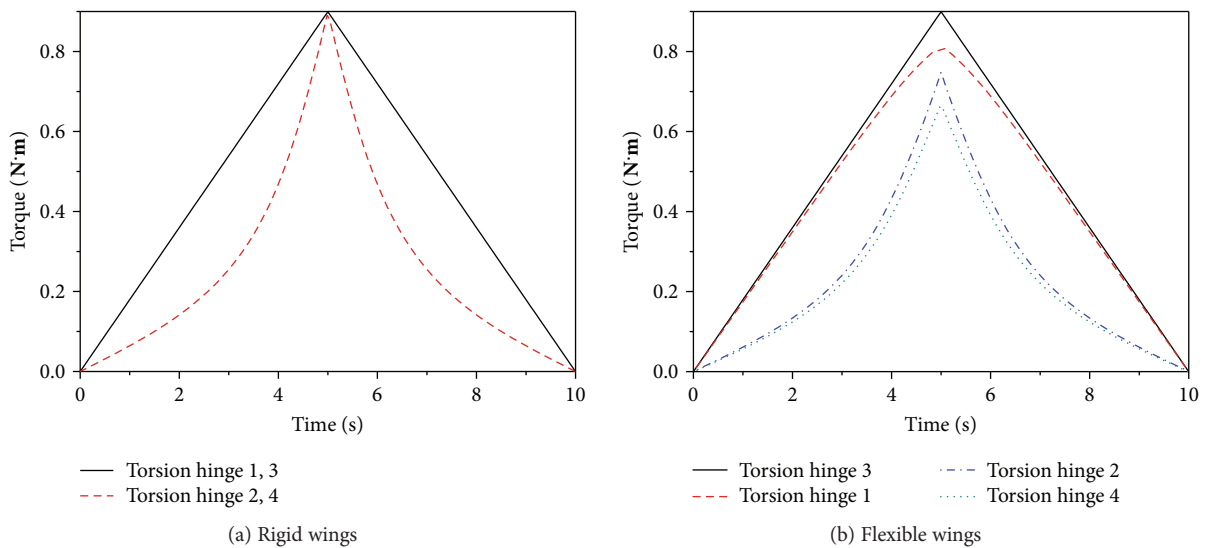 0.8
0.6
0.4
0.2
0.0
Torque (N·m)
0 2 4 6 8 10
Time (s)
Torsion hinge 1, 3
Torsion hinge 2, 4
(a) Rigid wings
0.8
0.6
0.4
0.2
0.0
Torque (N·m)
0 2 4 6 8 10
Time (s)
Torsion hinge 3
Torsion hinge 1
Torsion hinge 2
Torsion hinge 4
(b) Flexible wings